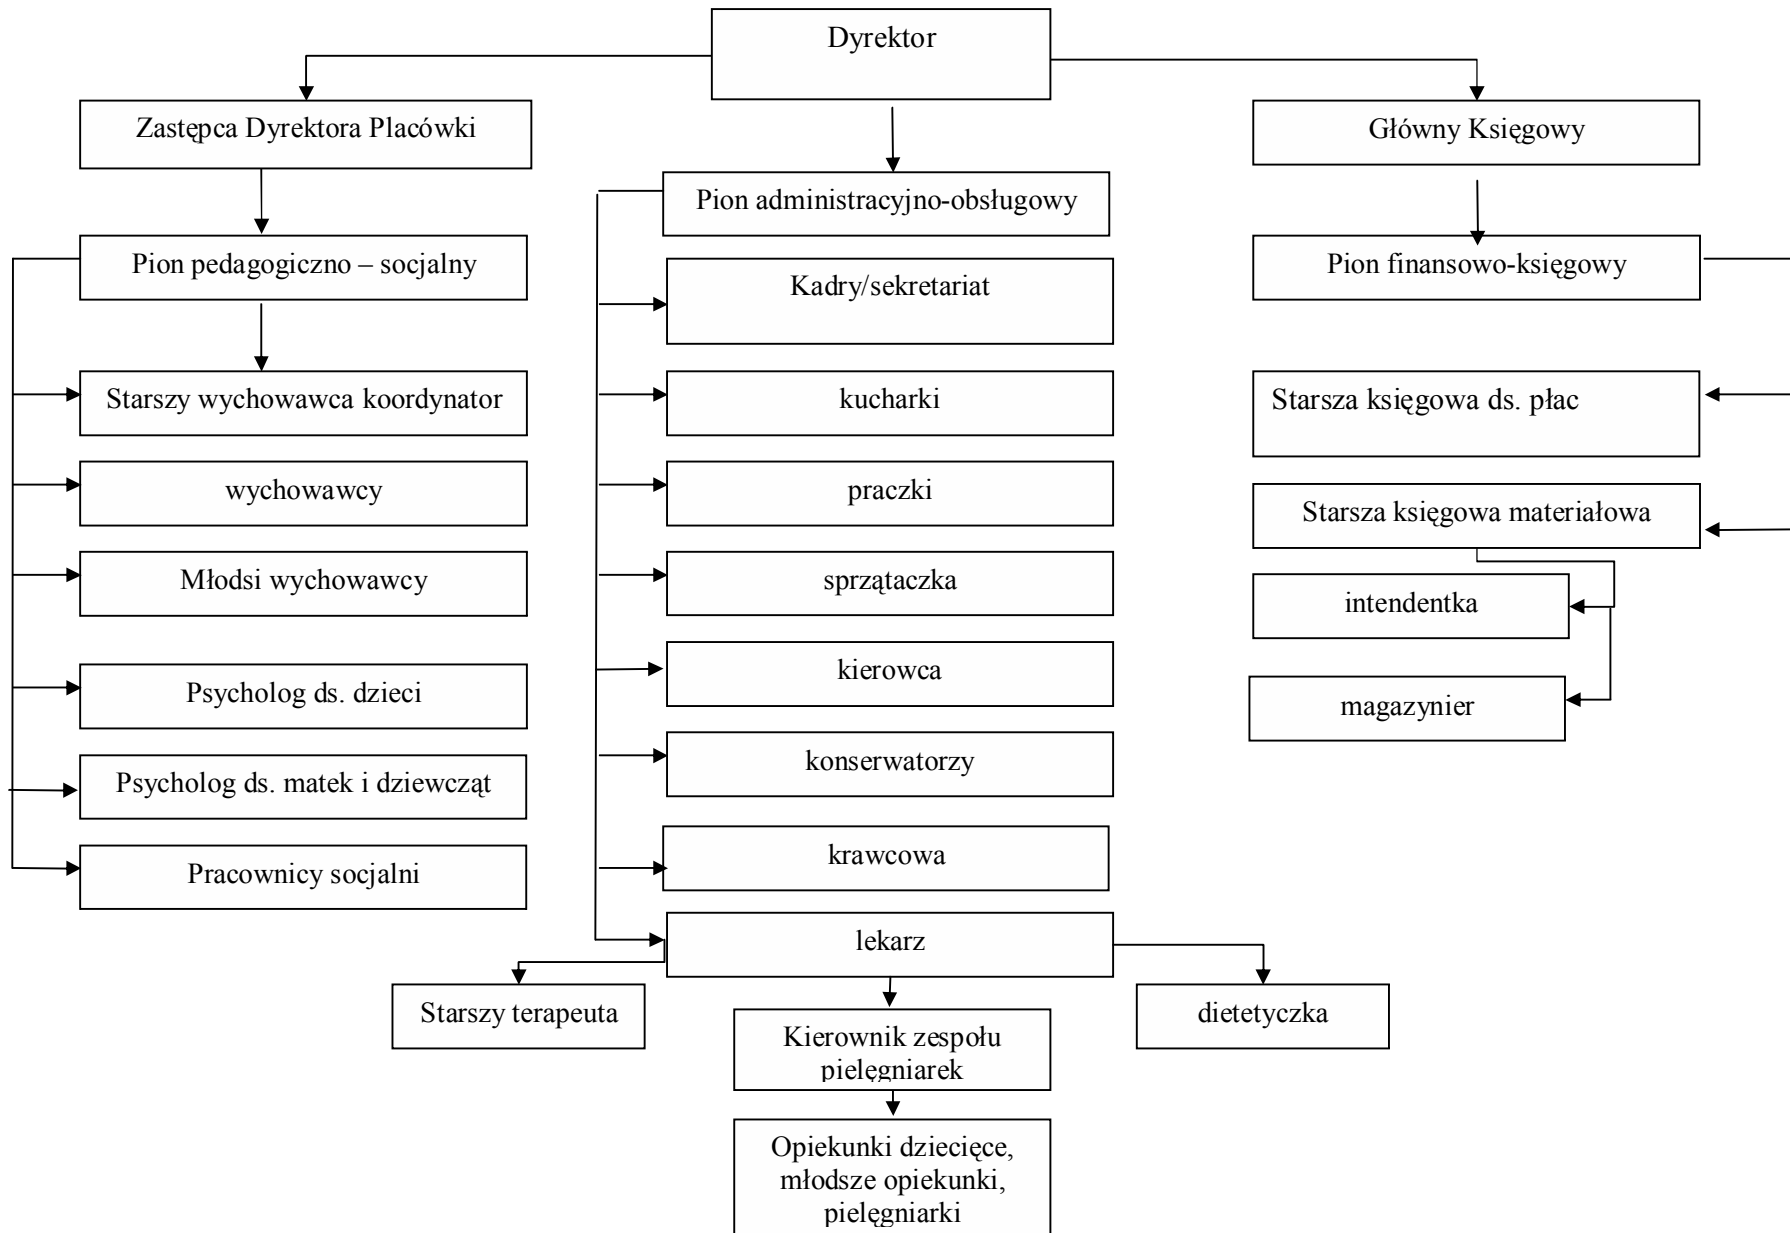 Dyrektor
Zastępca Dyrektora Placówki
Główny Księgowy
Pion administracyjno-obsługowy
Pion pedagogiczno – socjalny
Pion finansowo-księgowy
Kadry/sekretariat
Starszy wychowawca koordynator
kucharki
Starsza księgowa ds. płac
wychowawcy
praczki
Starsza księgowa materiałowa
Młodsi wychowawcy
sprzątaczka
intendentka
Psycholog ds. dzieci
kierowca
magazynier
Psycholog ds. matek i dziewcząt
konserwatorzy
Pracownicy socjalni
krawcowa
lekarz
Starszy terapeuta
dietetyczka
Kierownik zespołu
pielęgniarek
Opiekunki dziecięce,
młodsze opiekunki,
pielęgniarki